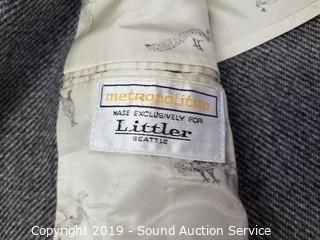 metropolitan
MADE EXCLUSIVELY FOR
Littler
SEATTLE
Copyright 2019 - Sound Auction Service